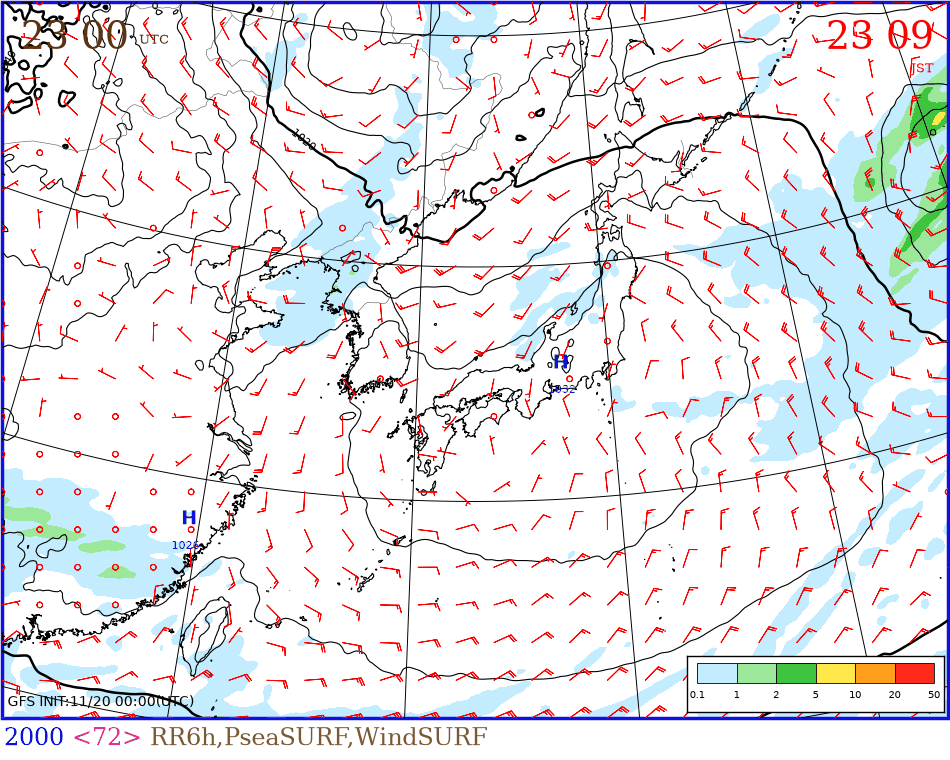 23 00 UTC
23 09
JST
1020
H
1032
H
1026
GFS INIT:11/20 00:00(UTC)
0.1 1 2 5 10 20 50
2000 <72> RR6h,PseaSURF,WindSURF